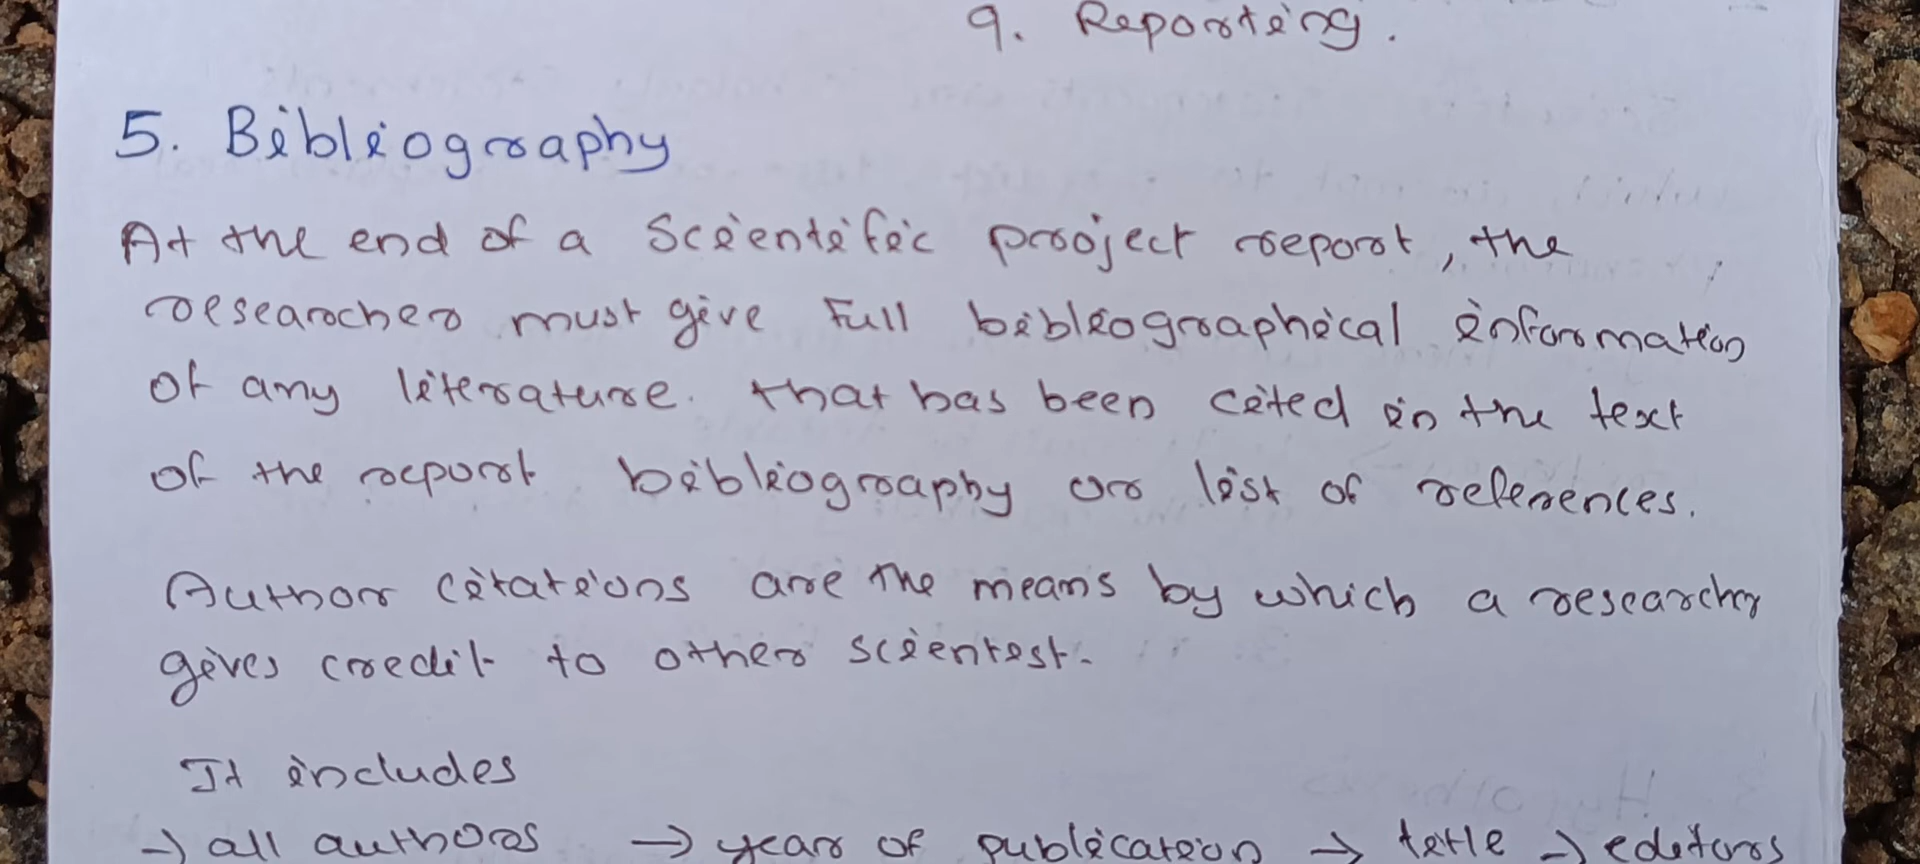 9. Reporting.
5. Bibliography
At the end of a Scientific project report, the
researcher must give Full bibliographical information
of any literature. that has been cited in the text
of the report bibliography or list of references.
Author citations are the means by which a researcher
gives credit to other scientest.
It includes
→ all authors → year of publication → title → editors